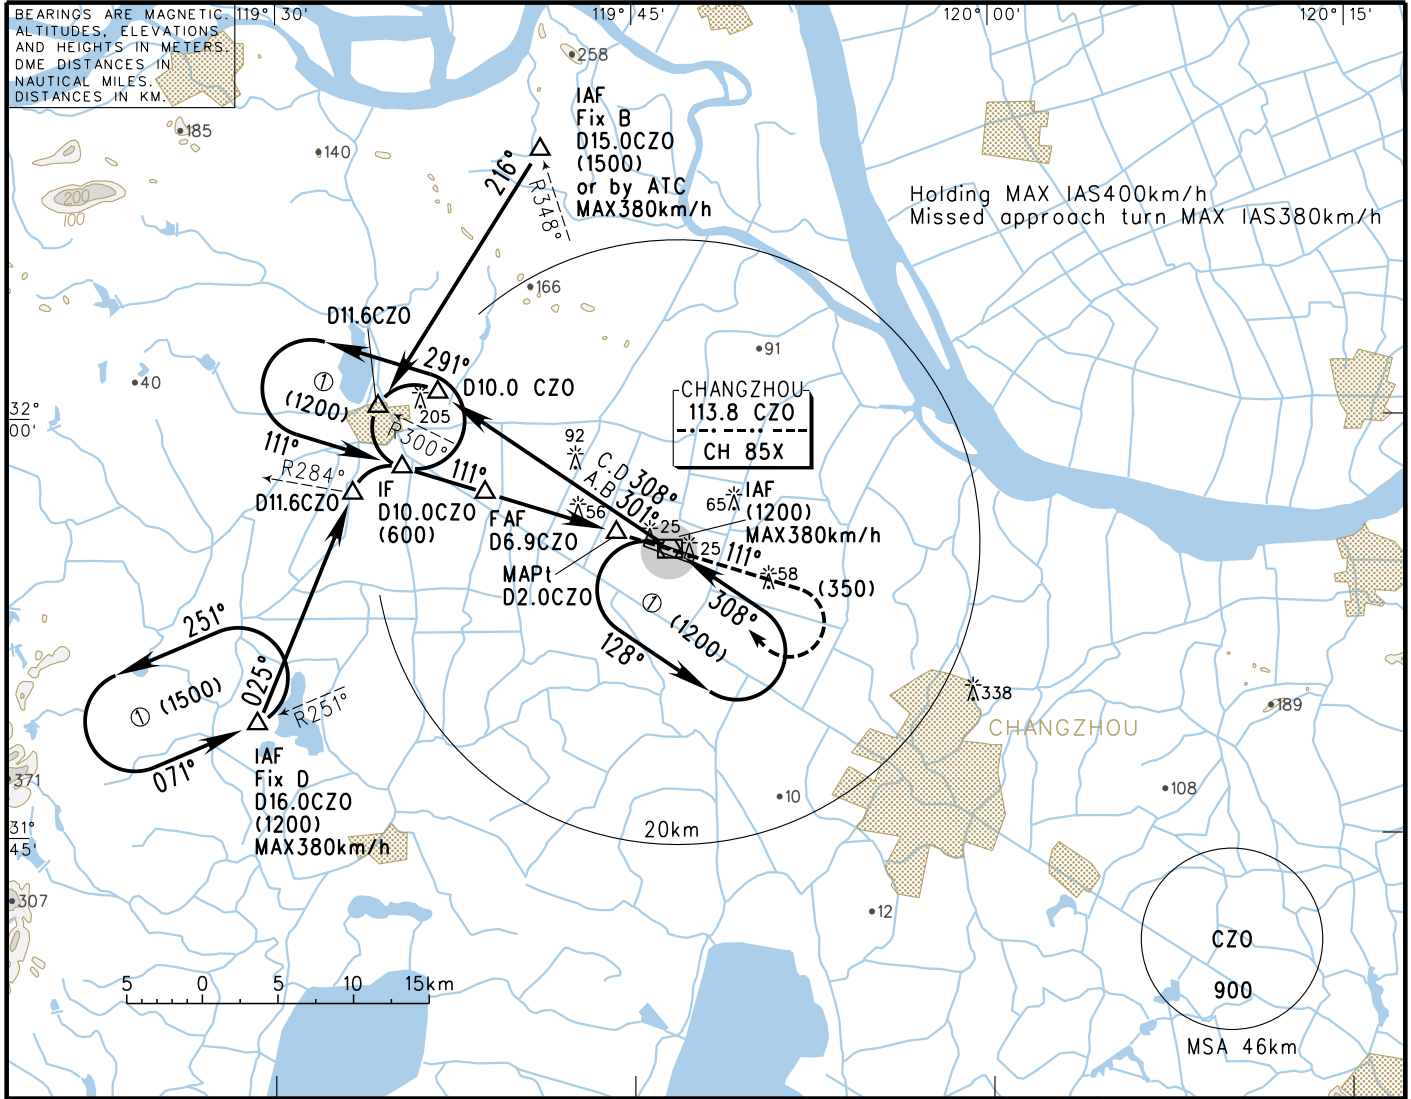 BEARINGS ARE MAGNETIC.
ALTITUDES, ELEVATIONS
AND HEIGHTS IN METERS.
DME DISTANCES IN
NAUTICAL MILES.
DISTANCES IN KM.
119° 30'
119° 45'
120° 00'
120° 15'
258
185
140
200
100
IAF
Fix B
D15.0CZO
(1500)
or by ATC
MAX380km/h
216°
R348°
Holding MAX IAS400km/h
Missed approach turn MAX IAS380km/h
166
D11.6CZO
291°
91
40
① (1200)
D10.0 CZO
205
R300°
CHANGZHOU
113.8 CZO
CH 85X
32°
00'
111°
R284°
111°
92
C.D 308°
A.B 301°
65
IAF
(1200)
MAX380km/h
D11.6CZO
IF
D10.0CZO
(600)
FAF
D6.9CZO
56
25
25
111°
58
(350)
MAPt
D2.0CZO
308°
① (1200)
128°
251°
025°
① (1500)
R251°
071°
338
CHANGZHOU
189
IAF
Fix D
D16.0CZO
(1200)
MAX380km/h
371
10
108
20km
31°
45'
307
12
CZO
900
MSA 46km
5 0 5 10 15km